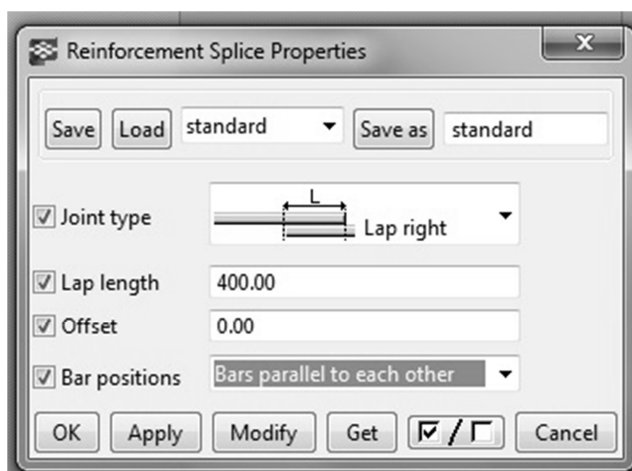 Reinforcement Splice Properties
Save Load standard Save as standard
Joint type L Lap right
Lap length 400.00
Offset 0.00
Bar positions Bars parallel to each other
OK Apply Modify Get / Cancel